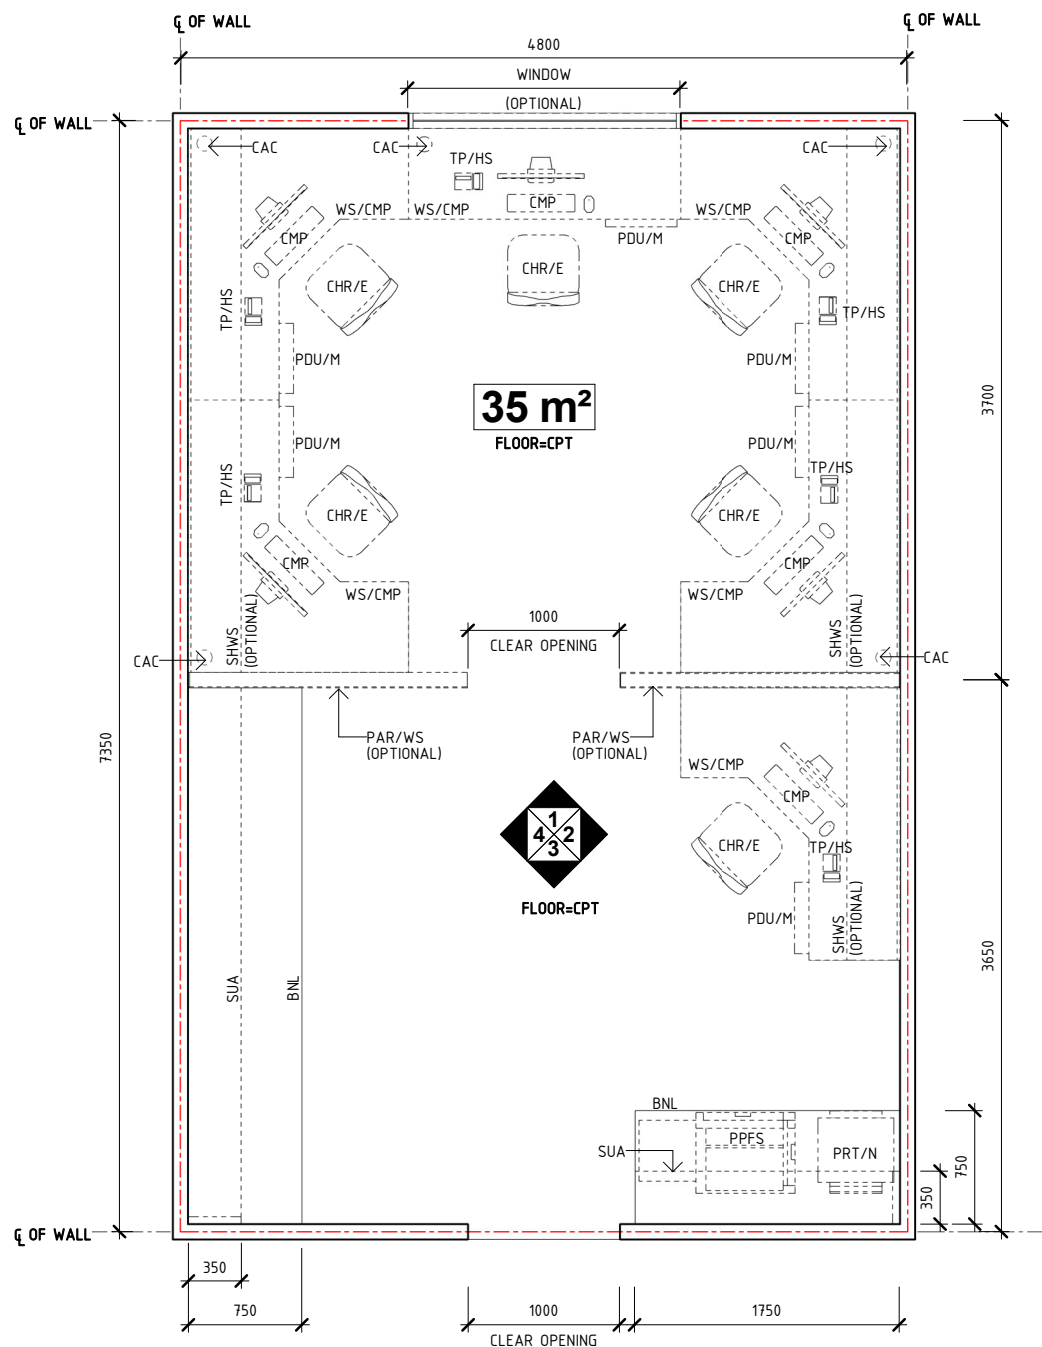 ℄ OF WALL
℄ OF WALL
4800
WINDOW
(OPTIONAL)
℄ OF WALL
CAC
CAC
CAC
TP/HS
CMP
WS/CMP
WS/CMP
WS/CMP
CMP
CMP
PDU/M
CHR/E
CHR/E
CHR/E
TP/HS
TP/HS
PDU/M
PDU/M
3700
35 m²
FLOOR=CPT
PDU/M
PDU/M
TP/HS
TP/HS
CHR/E
CHR/E
CMP
CMP
WS/CMP
WS/CMP
1000
CLEAR OPENING
SHWS
(OPTIONAL)
SHWS
(OPTIONAL)
CAC
CAC
7350
PAR/WS
(OPTIONAL)
PAR/WS
(OPTIONAL)
WS/CMP
CMP
1
4 2
3
CHR/E
TP/HS
FLOOR=CPT
PDU/M
SHWS
(OPTIONAL)
3650
SUA
BNL
BNL
PPFS
PRT/N
SUA
750
350
℄ OF WALL
350
750
1000
CLEAR OPENING
1750